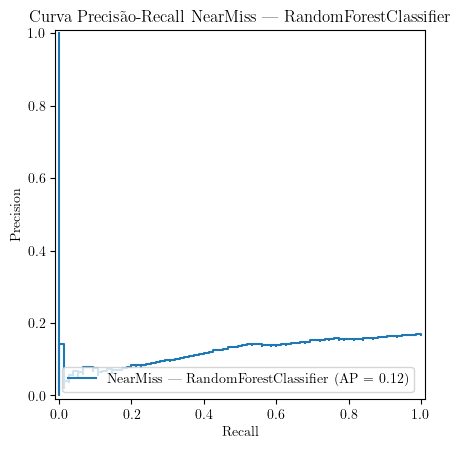 Curva Precisão-Recall NearMiss — RandomForestClassifier
1.0
0.8
0.6
0.4
0.2
0.0
Precision
NearMiss — RandomForestClassifier (AP = 0.12)
0.0 0.2 0.4 0.6 0.8 1.0
Recall